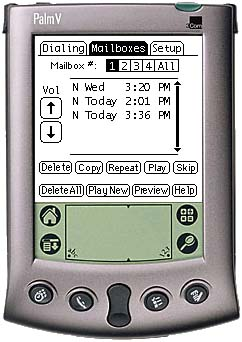 PalmV
3Com
Dialing Mailboxes Setup
Mailbox #: 1 2 3 4 All
Vol
N Wed 3:20 PM
N Today 2:01 PM
N Today 3:36 PM
Delete Copy Repeat Play Skip
Delete All Play New Preview Help